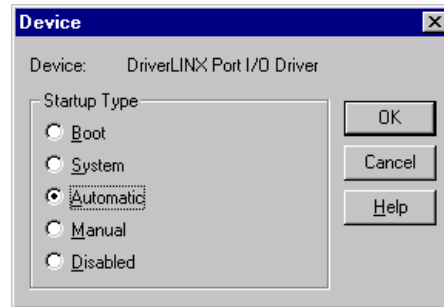 Device
Device: DriverLINX Port I/O Driver
Startup Type
Boot
System
Automatic
Manual
Disabled
OK
Cancel
Help